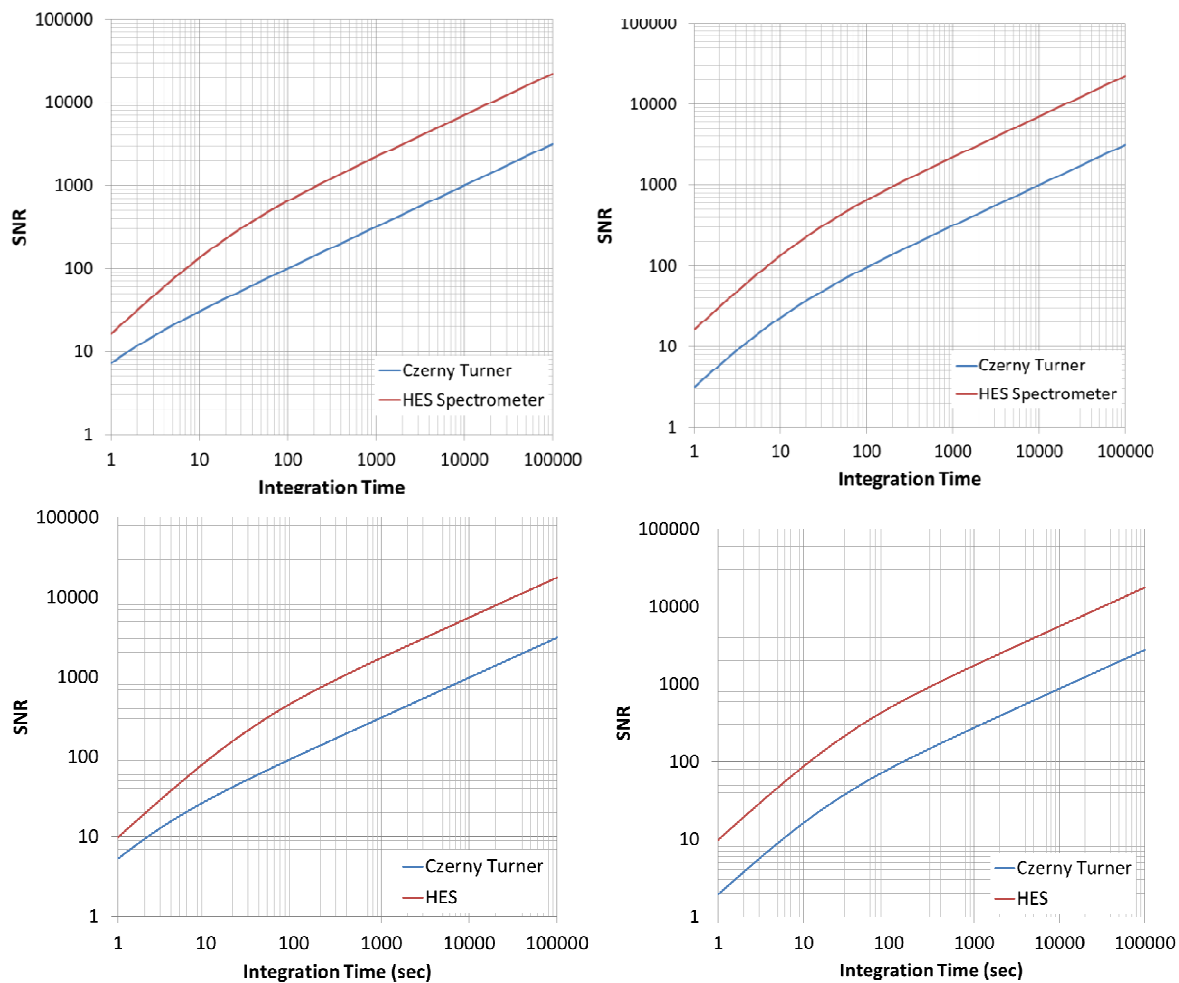 100000
10000
1000
100
10
1
SNR
Czerny Turner
HES Spectrometer
1 10 100 1000 10000 100000
Integration Time
100000
10000
1000
100
10
1
SNR
Czerny Turner
HES Spectrometer
1 10 100 1000 10000 100000
Integration Time
100000
10000
1000
100
10
1
SNR
Czerny Turner
HES
1 10 100 1000 10000 100000
Integration Time (sec)
100000
10000
1000
100
10
1
SNR
Czerny Turner
HES
1 10 100 1000 10000 100000
Integration Time (sec)